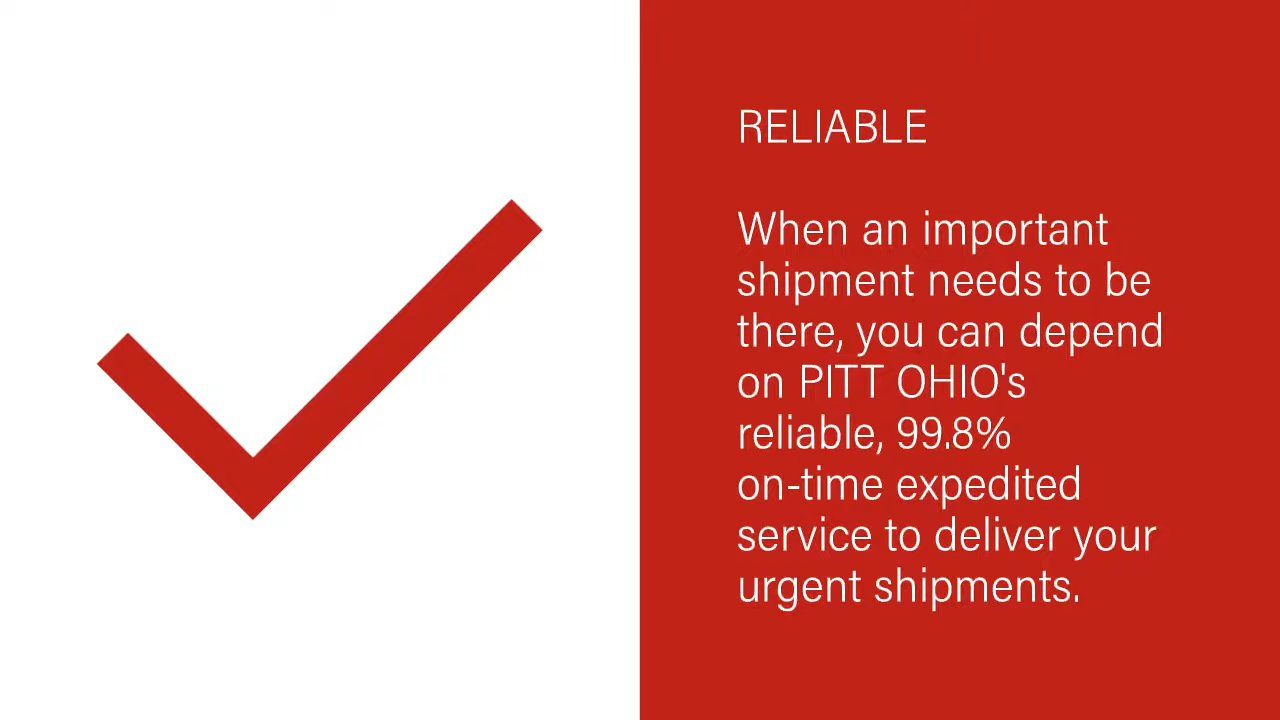 RELIABLE
When an important
shipment needs to be
there, you can depend
on PITT OHIO's
reliable, 99.8%
on-time expedited
service to deliver your
urgent shipments.